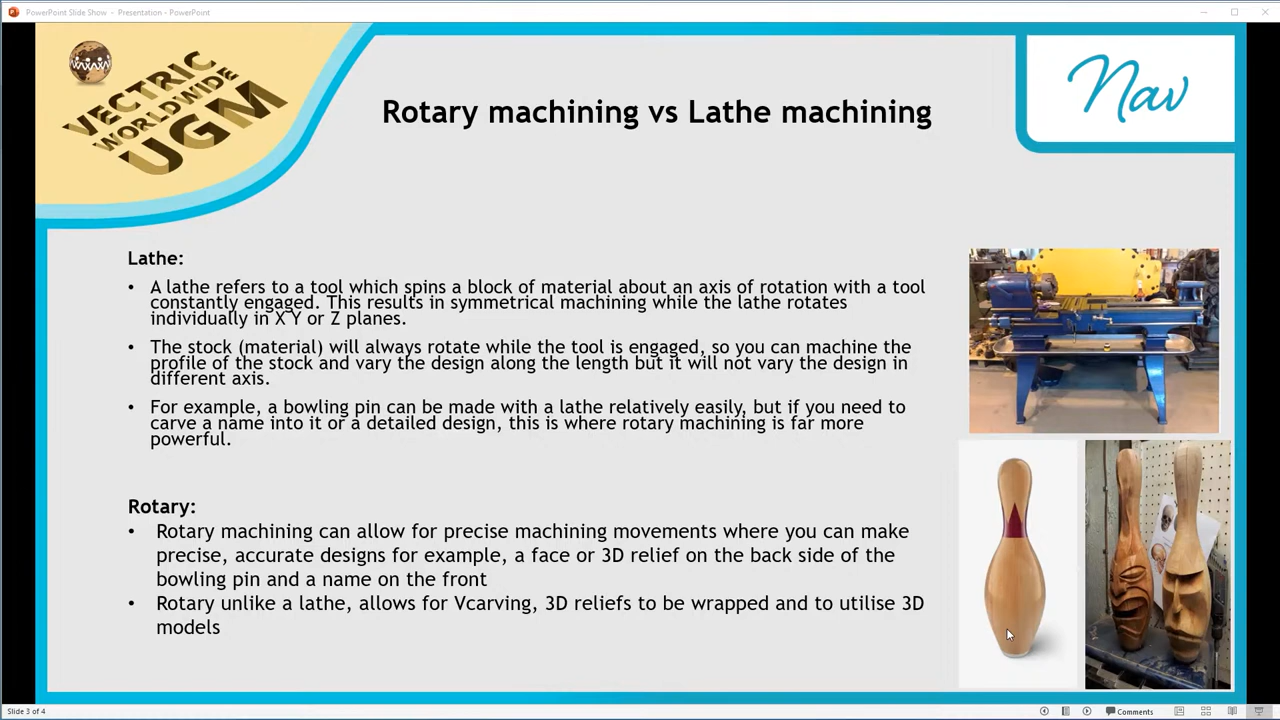 PowerPoint Slide Show - Presentation - PowerPoint
VECTRIC
WORLDWIDE
UGM
Rotary machining vs Lathe machining
Nav
Lathe:
• A lathe refers to a tool which spins a block of material about an axis of rotation with a tool
constantly engaged. This results in symmetrical machining while the lathe rotates
individually in X Y or Z planes.
• The stock (material) will always rotate while the tool is engaged, so you can machine the
profile of the stock and vary the design along the length but it will not vary the design in
different axis.
• For example, a bowling pin can be made with a lathe relatively easily, but if you need to
carve a name into it or a detailed design, this is where rotary machining is far more
powerful.
Rotary:
• Rotary machining can allow for precise machining movements where you can make
precise, accurate designs for example, a face or 3D relief on the back side of the
bowling pin and a name on the front
• Rotary unlike a lathe, allows for Vcarving, 3D reliefs to be wrapped and to utilise 3D
models
Slide 3 of 4
Comments